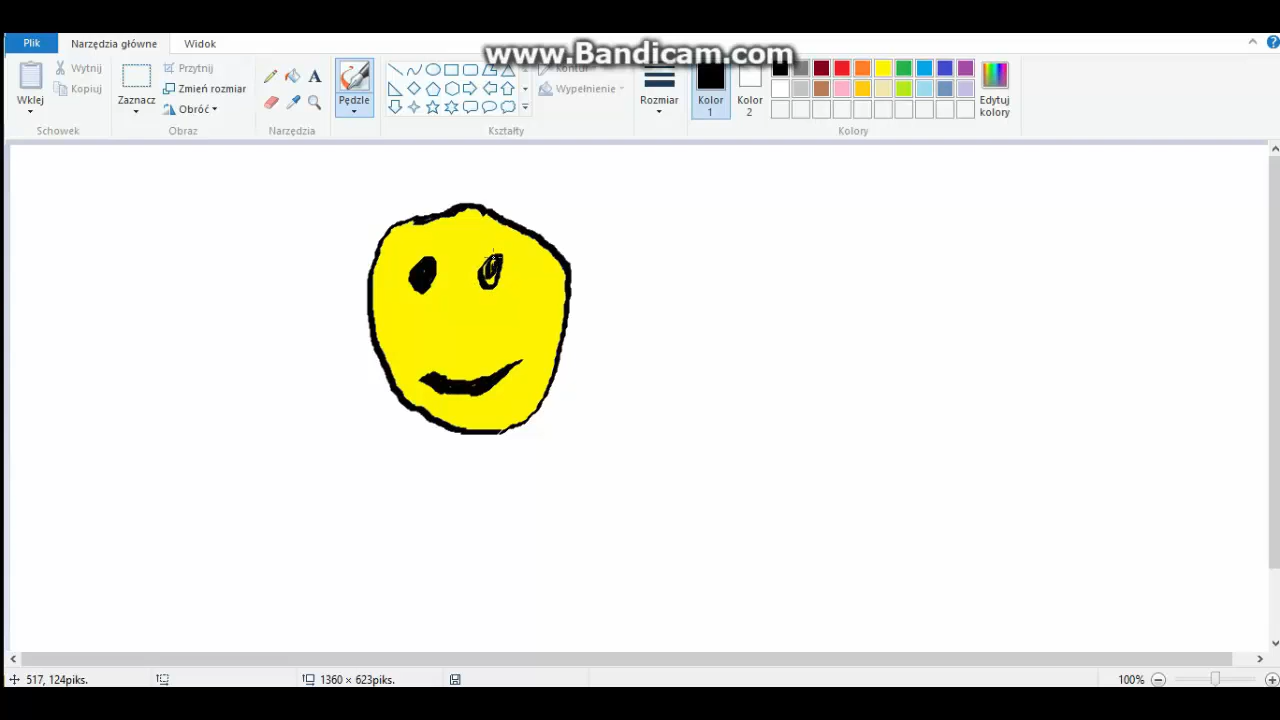 www.Bandicam.com
Plik Narzędzia główne Widok
Wklej
Wytnij
Kopiuj
Schowek
Zaznacz
Przytnij
Zmień rozmiar
Obróć
Obraz
A
Narzędzia
Pędzle
Kontur
Wypełnienie
Kształty
Rozmiar
Kolor
1
Kolor
2
Edytuj
kolory
Kolory
517, 124piks.
1360 × 623piks.
100%